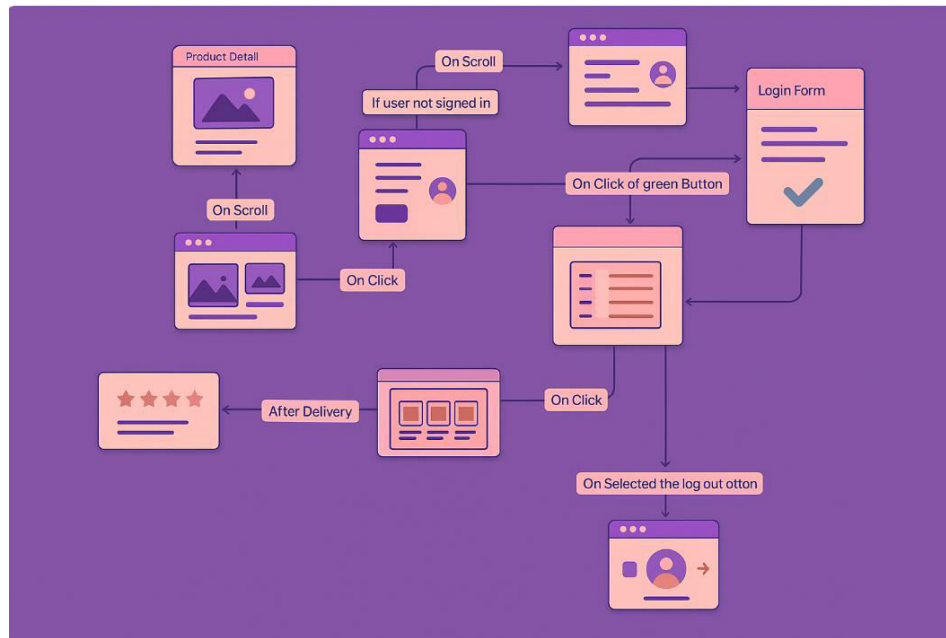 Product Detall
On Scroll
On Scroll
If user not signed in
Login Form
On Click of green Button
On Click
On Click
After Delivery
On Selected the log out otton